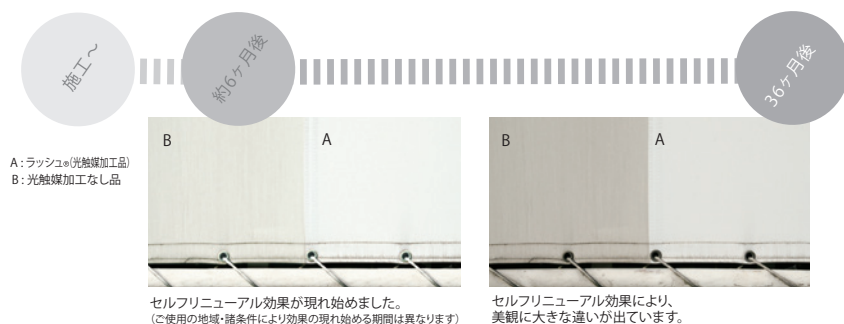 施工～
約6ヶ月後
36ヶ月後
A：ラッシュ®(光触媒加工品)
B：光触媒加工なし品
B
A
B
A
セルフリニューアル効果が現れ始めました。
(ご使用の地域・諸条件により効果の現れ始める期間は異なります)
セルフリニューアル効果により、
美観に大きな違いが出ています。